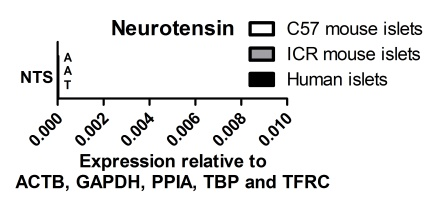 Neurotensin
C57 mouse islets
ICR mouse islets
Human islets
NTS
A
A
T
0.000
0.002
0.004
0.006
0.008
0.010
Expression relative to
ACTB, GAPDH, PPIA, TBP and TFRC